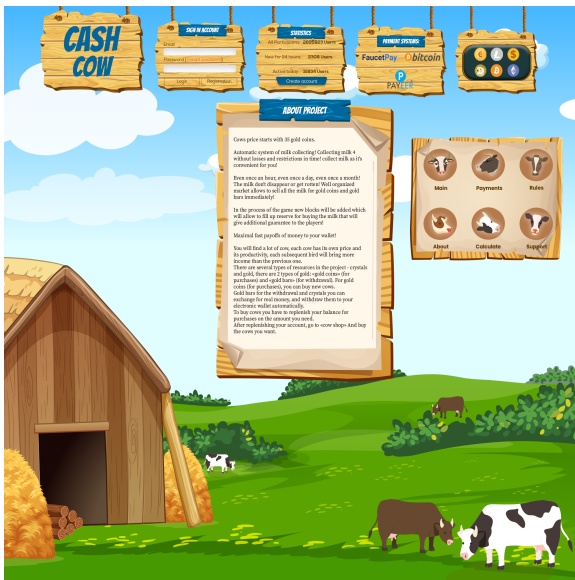 CASH
COW
SIGN IN ACCOUNT
Email
Password
Login
Registration
STATISTICS
All Participants: 2025923 Users
New for 24 hours: 2308 Users
Active today: 35834 Users
Create account
PAYMENT SYSTEMS:
FaucetPay
bitcoin
PAYEER
ABOUT PROJECT
Cows price starts with 35 gold coins.
Automatic system of milk collecting! Collecting milk 4
without losses and restrictions in time! collect milk as it's
convenient for you!
Even once an hour, even once a day, even once a month!
The milk don't disappear or get rotten! Well organized
market allows to sell all the milk for gold coins and gold
bars immediately!
In the process of the game new blocks will be added which
will allow to fill up reserve for buying the milk that will
give additional guarantee to the players!
Maximal fast payoffs of money to your wallet!
You will find a lot of cow, each cow has its own price and
its productivity, each subsequent bird will bring more
income than the previous one.
There are several types of resources in the project - crystals
and gold, there are 2 types of gold: «gold coins» (for
purchases) and «gold bars» (for withdrawal). For gold
coins (for purchases), you can buy new cows.
Gold bars for the withdrawal and crystals you can
exchange for real money, and withdraw them to your
electronic wallet automatically.
To buy cows you have to replenish your balance for
purchases on the amount you need.
After replenishing your account, go to «cow shop» And buy
the cows you want.
Main
Payments
Rules
About
Calculate
Support